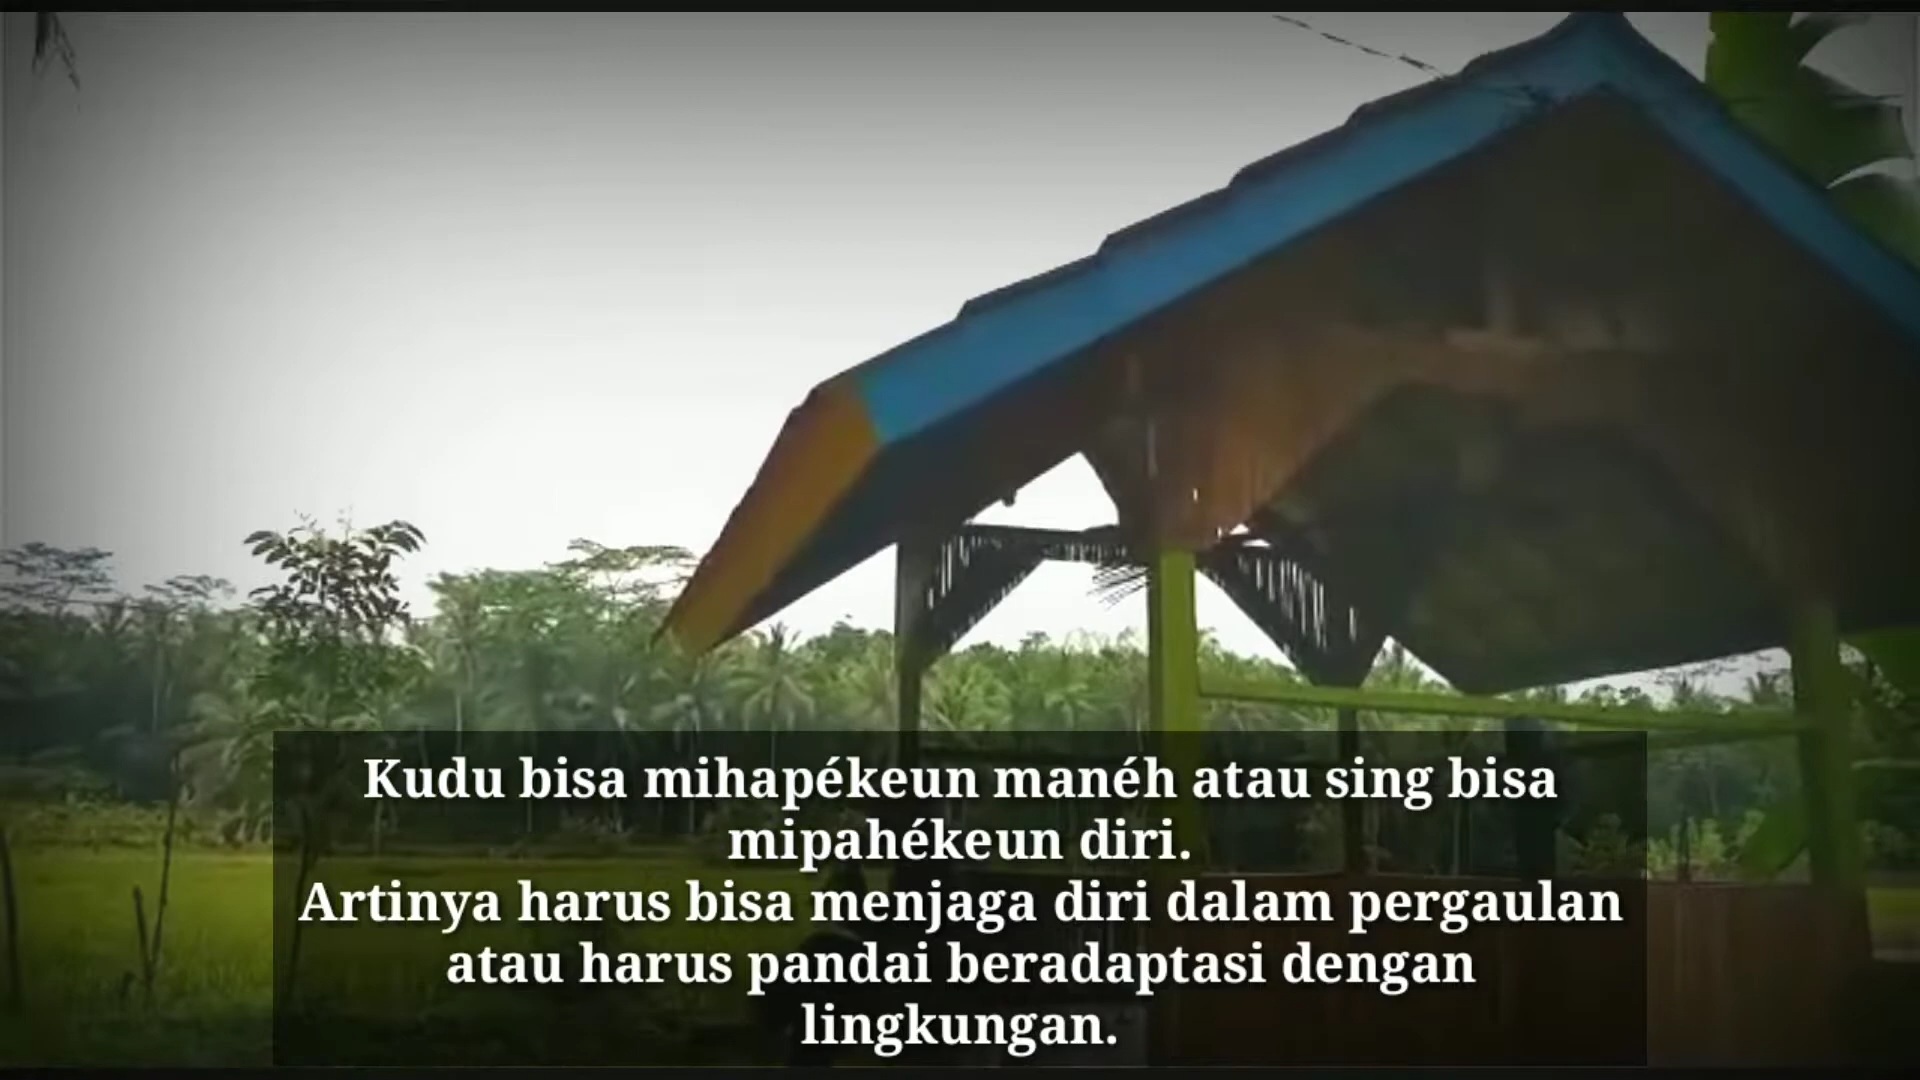 Kudu bisa mihapékeun manéh atau sing bisa
mipahékeun diri.
Artinya harus bisa menjaga diri dalam pergaulan
atau harus pandai beradaptasi dengan
lingkungan.